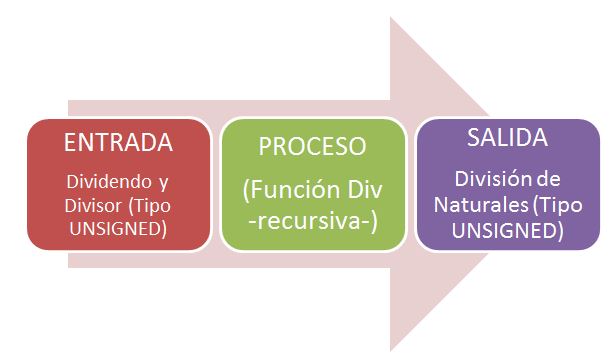 ENTRADA
Dividendo y
Divisor (Tipo
UNSIGNED)
PROCESO
(Función Div
-recursiva-)
SALIDA
División de
Naturales (Tipo
UNSIGNED)